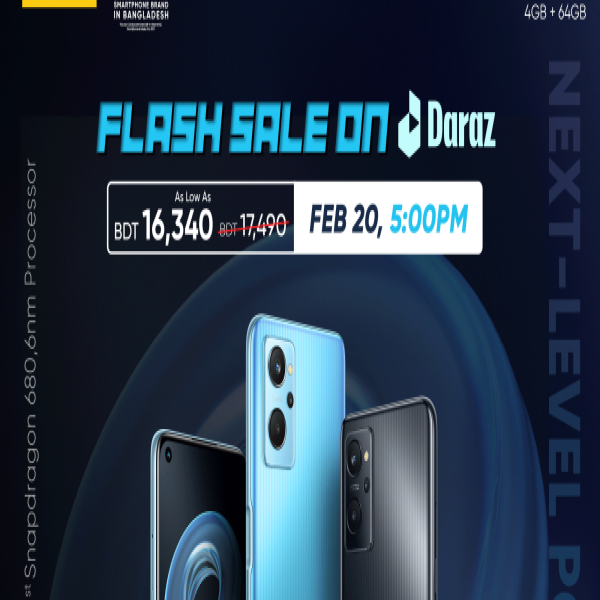 SMARTPHONE BRAND
IN BANGLADESH
4GB + 64GB
FLASH SALE ON Daraz
As Low As
BDT 16,340 BDT 17,490
FEB 20, 5:00PM
st Snapdragon 680,6nm Processor
NEXT-LEVEL